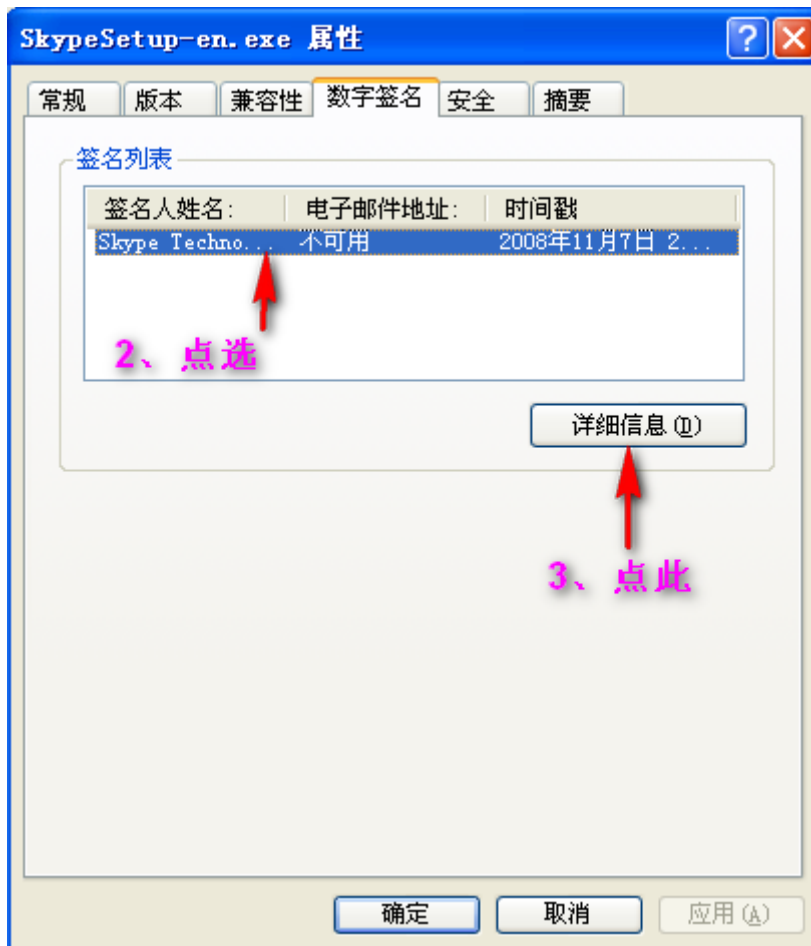 SkypeSetup-en.exe 属性
常规 版本 兼容性 数字签名 安全 摘要
签名列表
签名人姓名: 电子邮件地址: 时间戳
Skype Techno... 不可用 2008年11月7日 2...
2、点选
详细信息(D)
3、点此
确定 取消 应用(A)